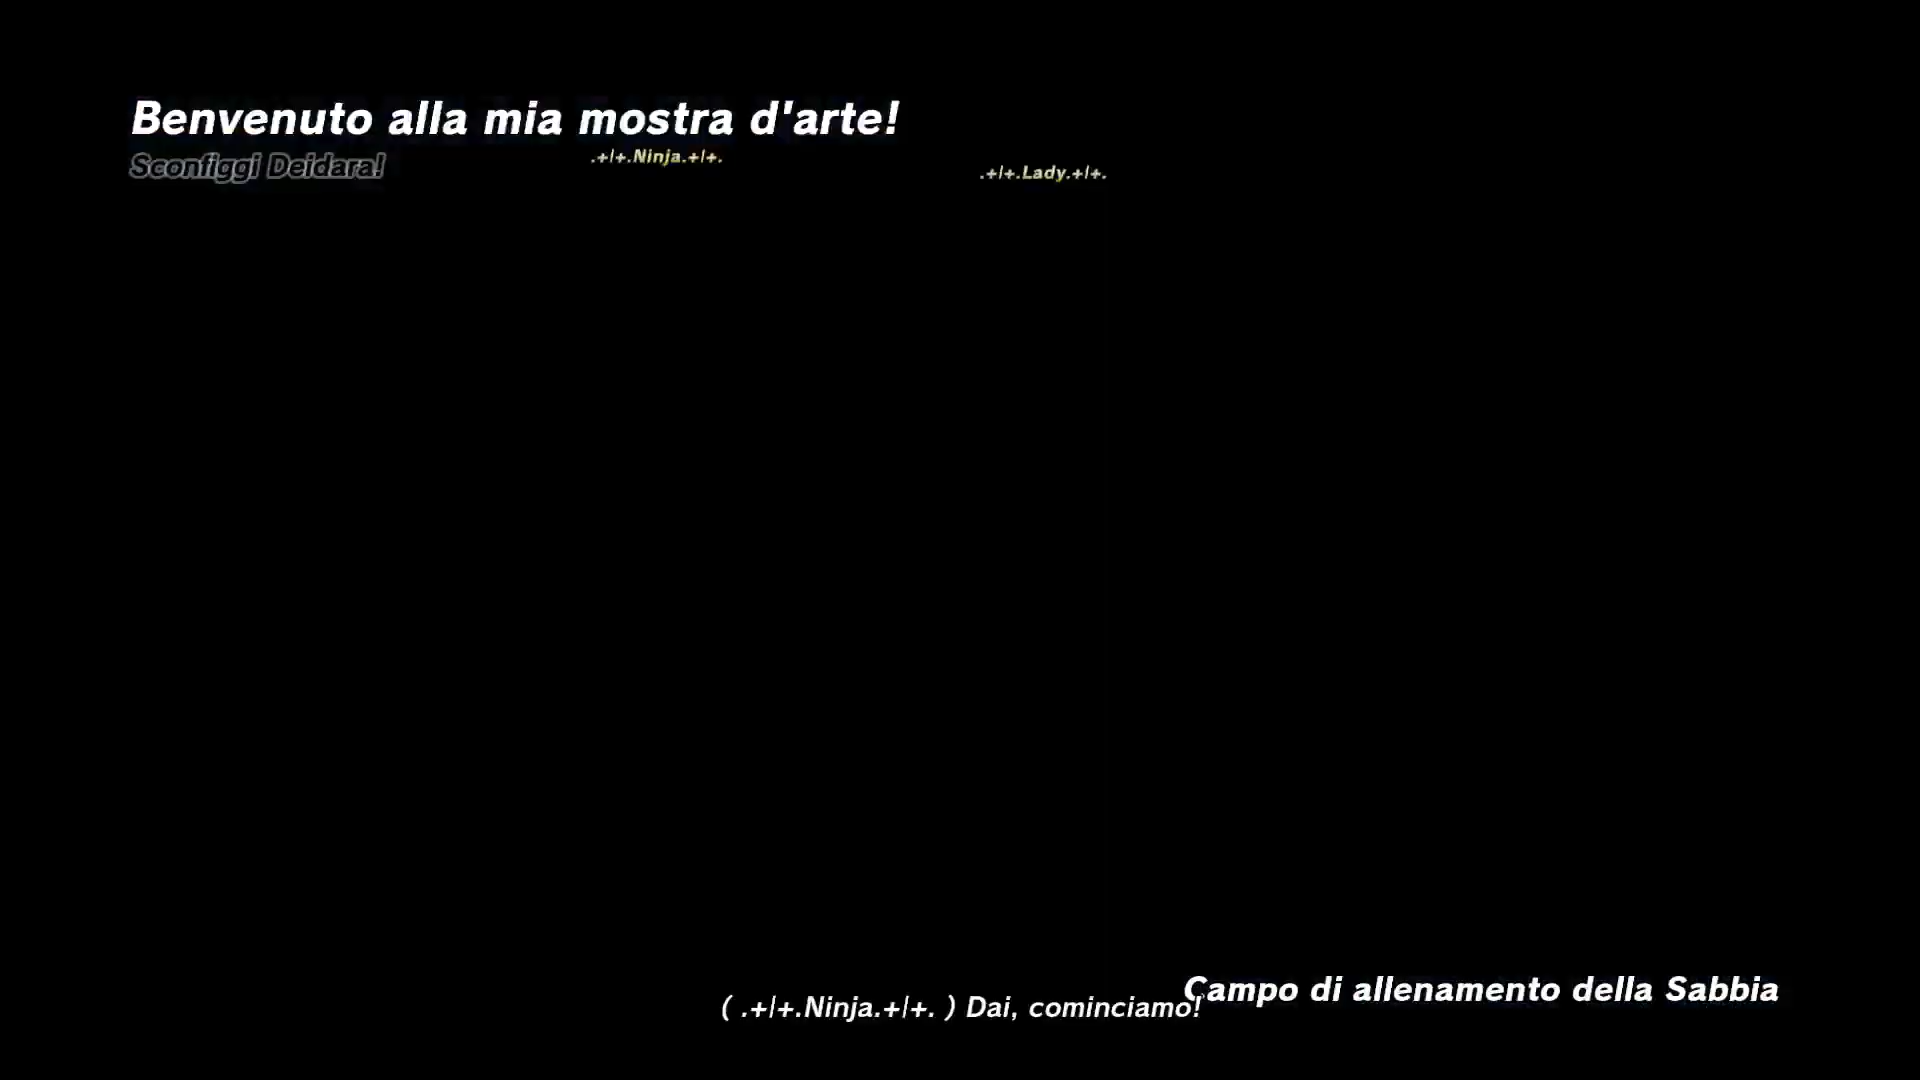 Benvenuto alla mia mostra d'arte!
Sconfiggi Deidara!
.+|+.Ninja.+|+.
.+|+.Lady.+|+.
Campo di allenamento della Sabbia
( .+|+.Ninja.+|+. ) Dai, cominciamo!